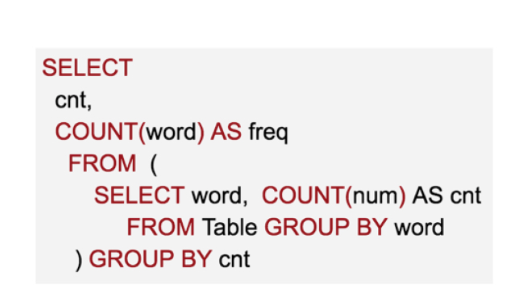 SELECT
cnt,
COUNT(word) AS freq
FROM (
SELECT word, COUNT(num) AS cnt
FROM Table GROUP BY word
) GROUP BY cnt